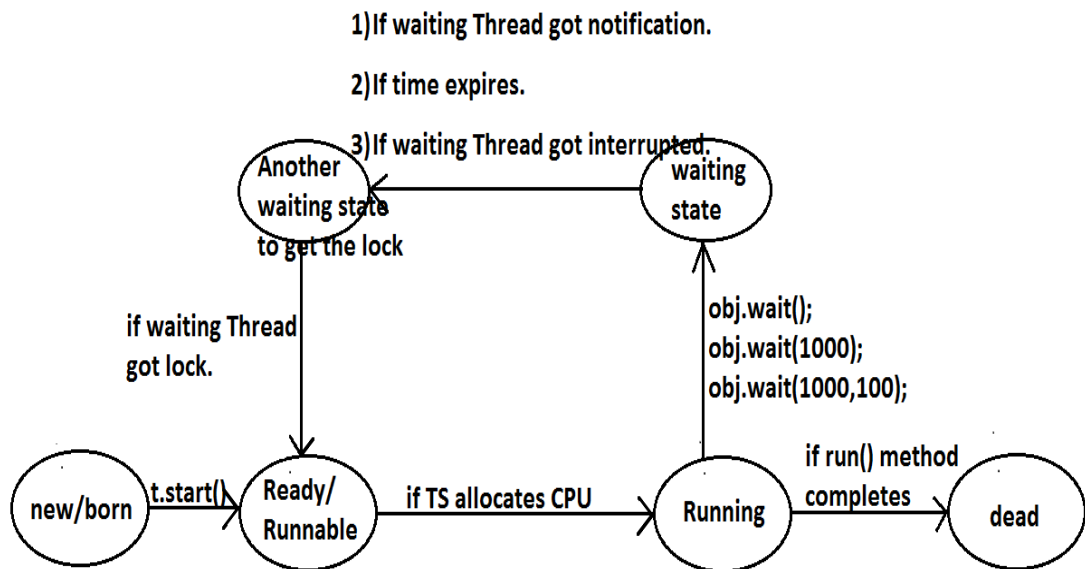 1)If waiting Thread got notification.
2)If time expires.
3)If waiting Thread got interrupted.
Another
waiting state
to get the lock
waiting
state
if waiting Thread
got lock.
obj.wait();
obj.wait(1000);
obj.wait(1000,100);
new/born
t.start()
Ready/
Runnable
if TS allocates CPU
Running
if run() method
completes
dead